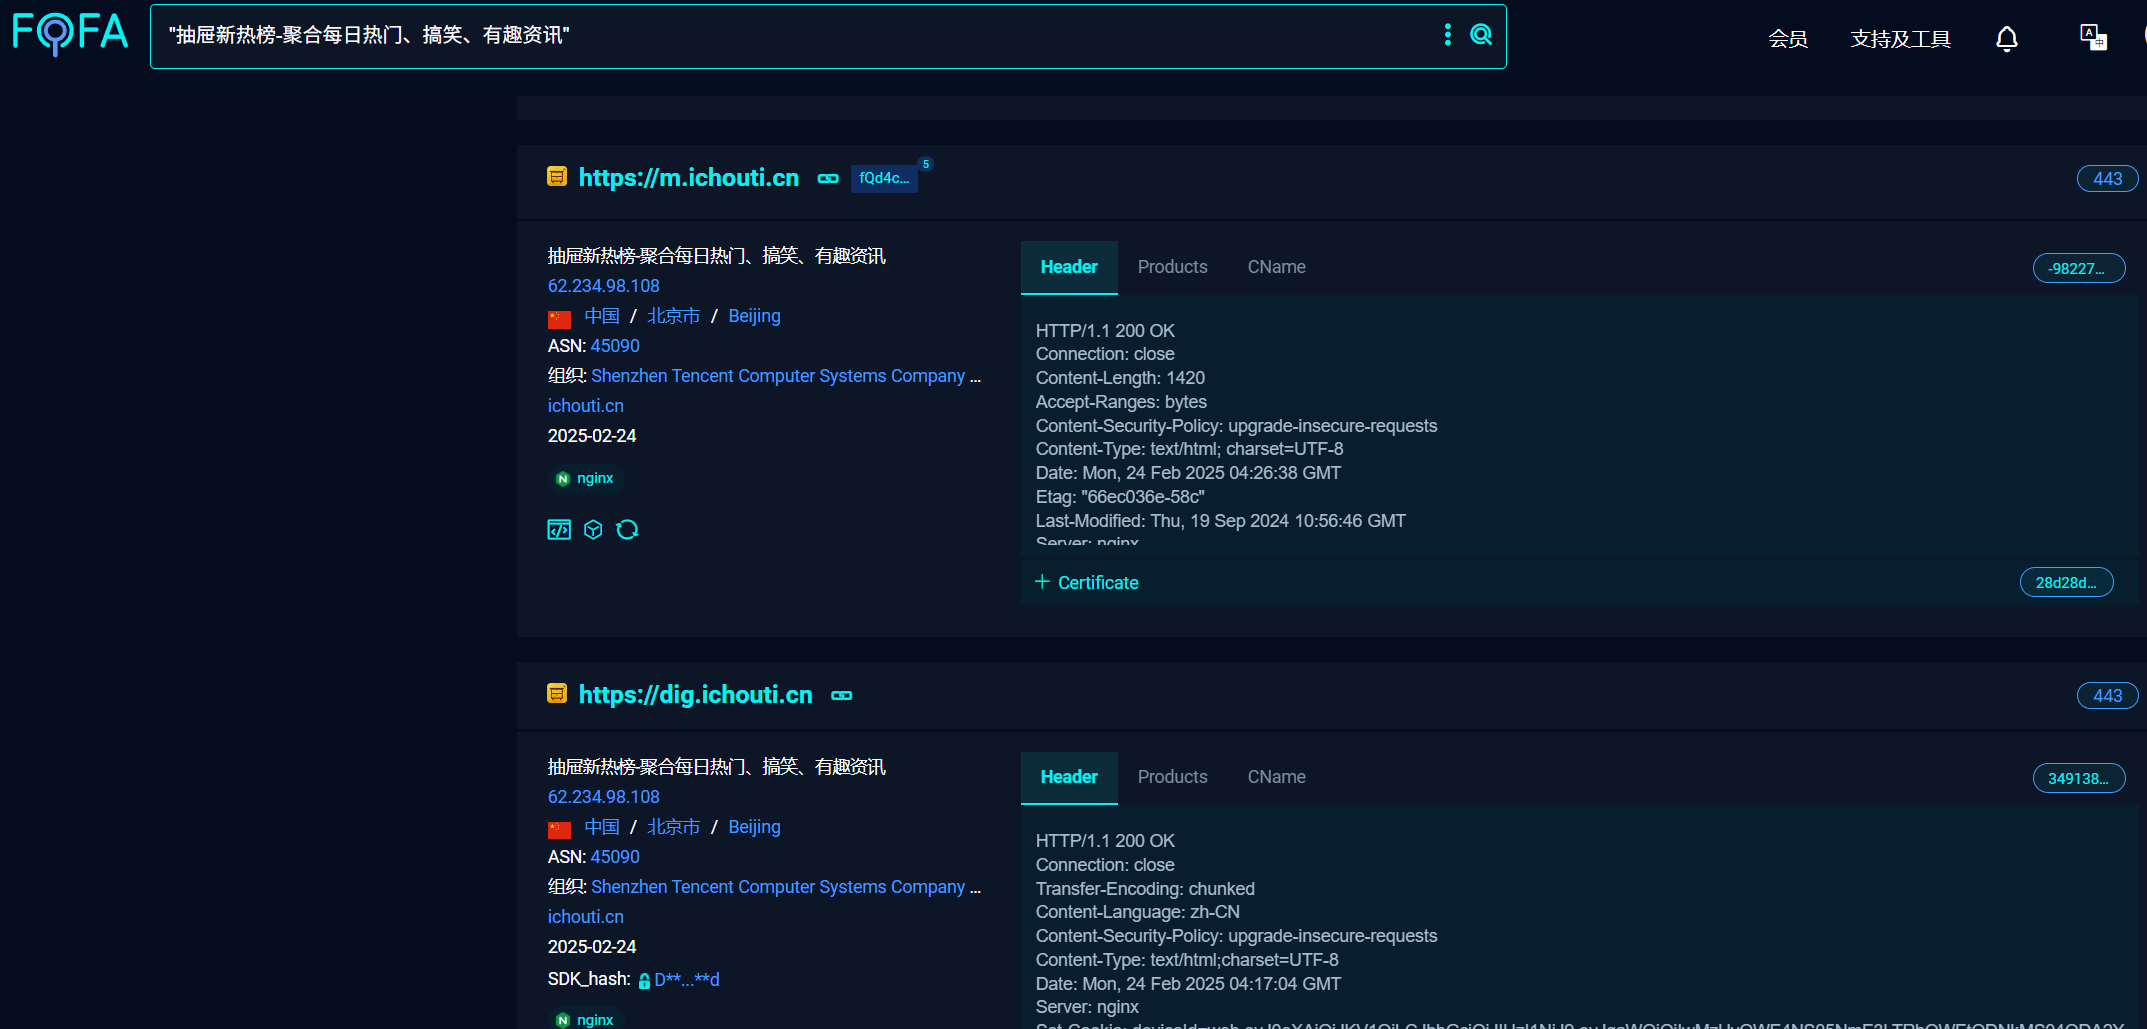 FOFA
"抽屉新热榜-聚合每日热门、搞笑、有趣资讯"
会员
支持及工具
https://m.ichouti.cn
fQd4c...
5
443
抽屉新热榜-聚合每日热门、搞笑、有趣资讯
62.234.98.108
中国 / 北京市 / Beijing
ASN: 45090
组织: Shenzhen Tencent Computer Systems Company ...
ichouti.cn
2025-02-24
nginx
Header
Products
CName
-98227...
HTTP/1.1 200 OK
Connection: close
Content-Length: 1420
Accept-Ranges: bytes
Content-Security-Policy: upgrade-insecure-requests
Content-Type: text/html; charset=UTF-8
Date: Mon, 24 Feb 2025 04:26:38 GMT
Etag: "66ec036e-58c"
Last-Modified: Thu, 19 Sep 2024 10:56:46 GMT
Server: nginx
+ Certificate
28d28d...
https://dig.ichouti.cn
443
抽屉新热榜-聚合每日热门、搞笑、有趣资讯
62.234.98.108
中国 / 北京市 / Beijing
ASN: 45090
组织: Shenzhen Tencent Computer Systems Company ...
ichouti.cn
2025-02-24
SDK_hash: D**...**d
nginx
Header
Products
CName
349138...
HTTP/1.1 200 OK
Connection: close
Transfer-Encoding: chunked
Content-Language: zh-CN
Content-Security-Policy: upgrade-insecure-requests
Content-Type: text/html;charset=UTF-8
Date: Mon, 24 Feb 2025 04:17:04 GMT
Server: nginx